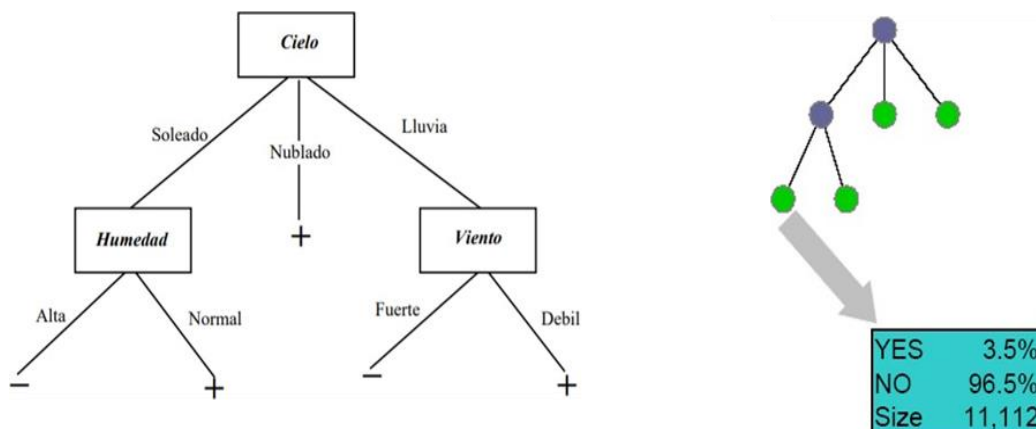 Cielo
Soleado
Nublado
Lluvia
Humedad
+
Viento
Alta
Normal
Fuerte
Debil
−
+
−
+
YES 3.5%
NO 96.5%
Size 11,112